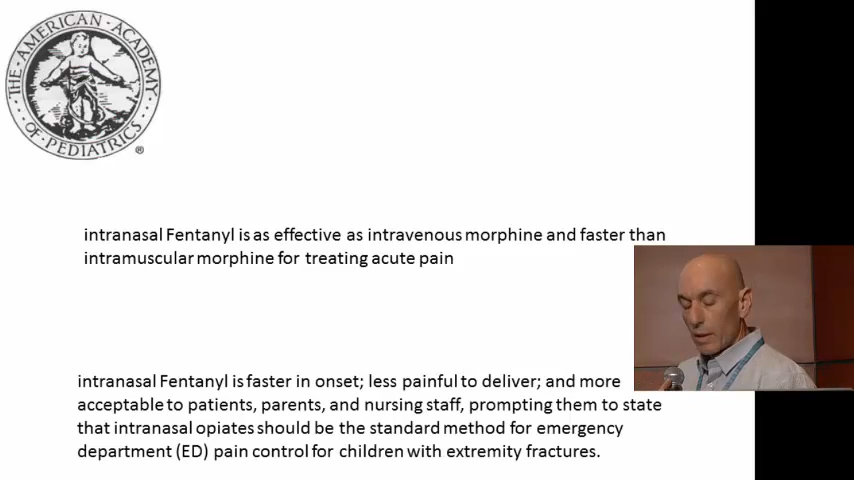 THE · AMERICAN · ACADEMY
· OF · PEDIATRICS ·
®
intranasal Fentanyl is as effective as intravenous morphine and faster than
intramuscular morphine for treating acute pain
intranasal Fentanyl is faster in onset; less painful to deliver; and more
acceptable to patients, parents, and nursing staff, prompting them to state
that intranasal opiates should be the standard method for emergency
department (ED) pain control for children with extremity fractures.